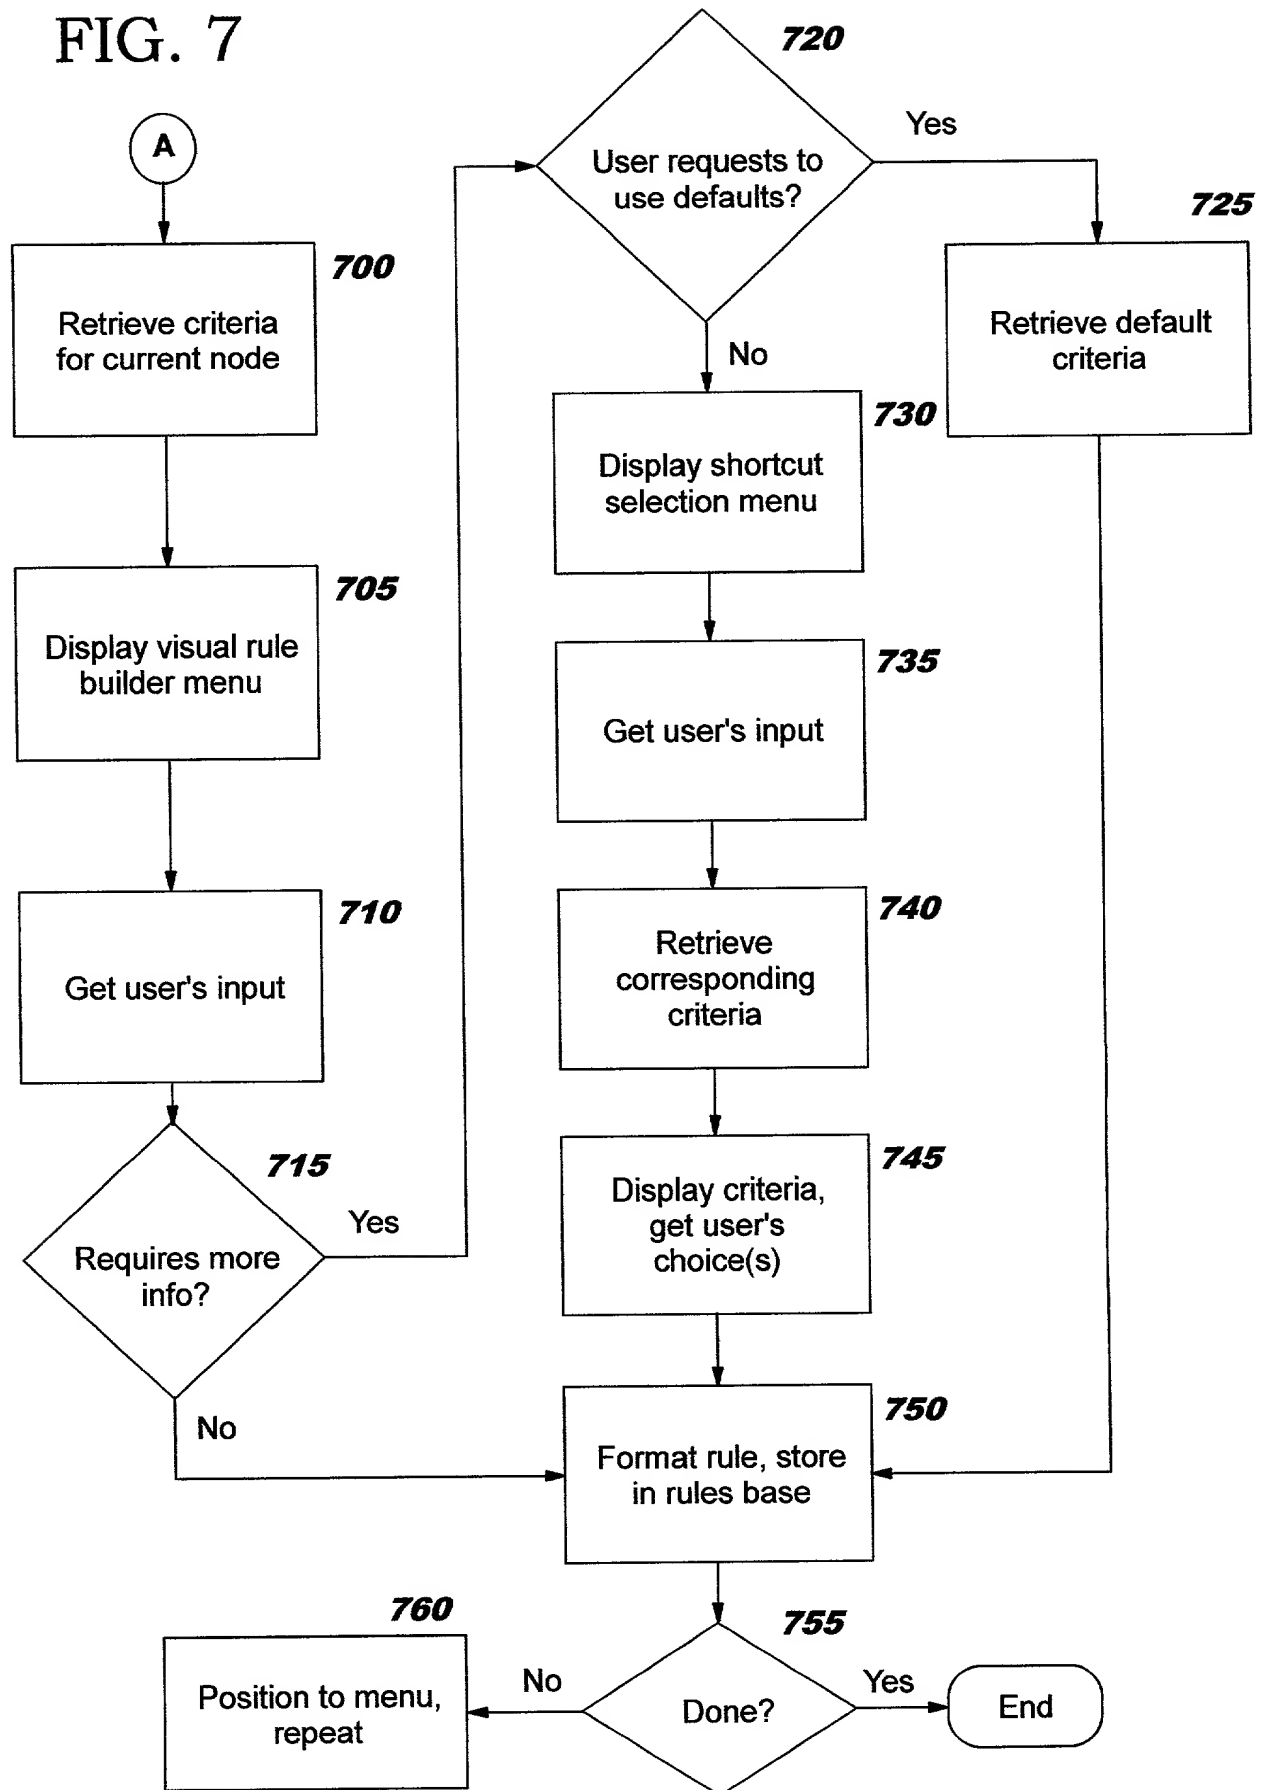 FIG. 7
A
700
Retrieve criteria
for current node
705
Display visual rule
builder menu
710
Get user's input
715
Requires more
info?
Yes
No
720
User requests to
use defaults?
Yes
No
725
Retrieve default
criteria
730
Display shortcut
selection menu
735
Get user's input
740
Retrieve
corresponding
criteria
745
Display criteria,
get user's
choice(s)
750
Format rule, store
in rules base
755
Done?
No
Yes
760
Position to menu,
repeat
End